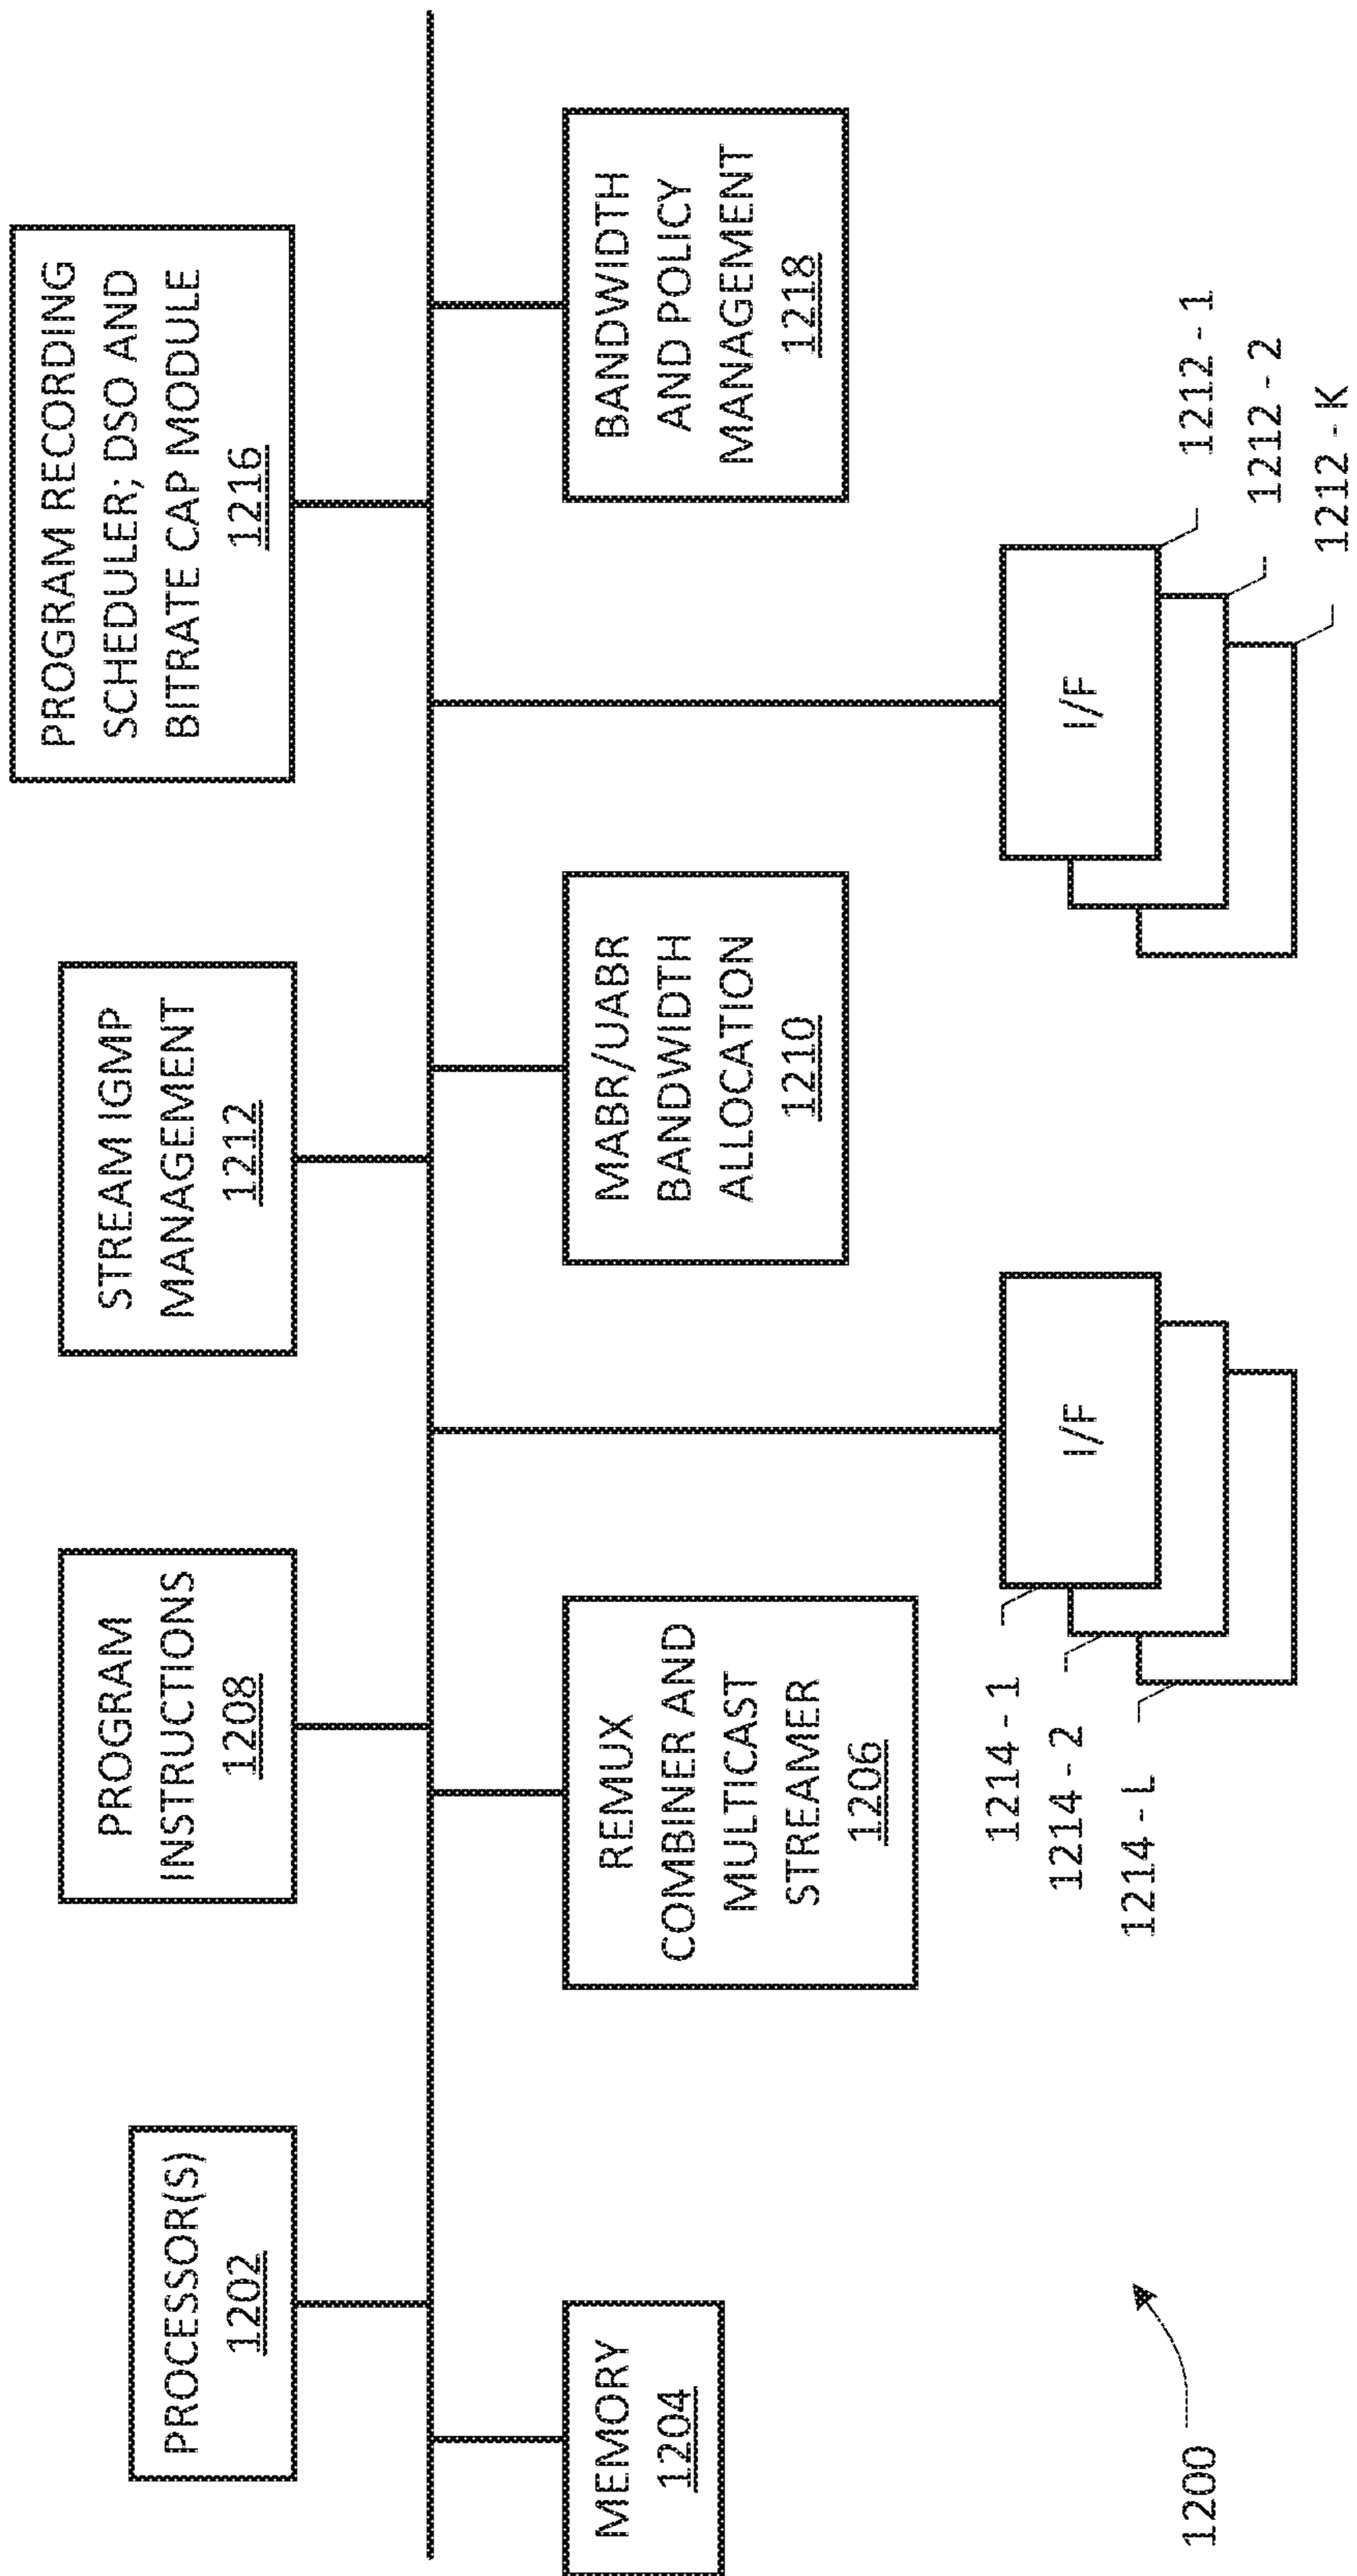 PROCESSOR(S)
1202
PROGRAM
INSTRUCTIONS
1208
STREAM IGMP
MANAGEMENT
1212
PROGRAM RECORDING
SCHEDULER; DSO AND
BITRATE CAP MODULE
1216
MEMORY
1204
REMUX
COMBINER AND
MULTICAST
STREAMER
1206
MABR/UABR
BANDWIDTH
ALLOCATION
1210
BANDWIDTH
AND POLICY
MANAGEMENT
1218
I/F
1214 - 1
1214 - 2
1214 - L
I/F
1212 - 1
1212 - 2
1212 - K
1200